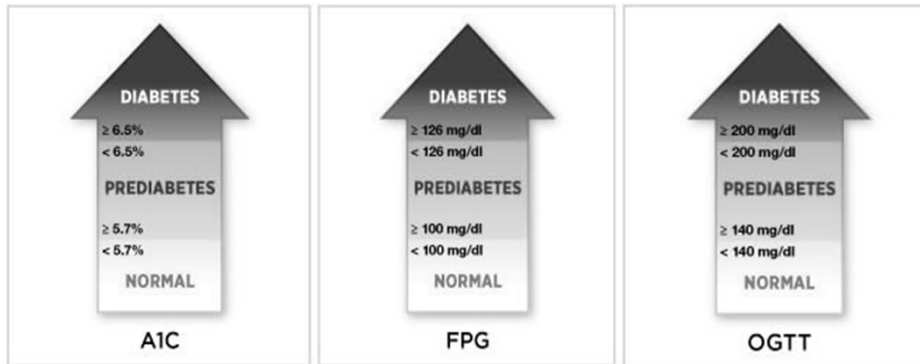 DIABETES
≥ 6.5%
< 6.5%
PREDIABETES
≥ 5.7%
< 5.7%
NORMAL
A1C
DIABETES
≥ 126 mg/dl
< 126 mg/dl
PREDIABETES
≥ 100 mg/dl
< 100 mg/dl
NORMAL
FPG
DIABETES
≥ 200 mg/dl
< 200 mg/dl
PREDIABETES
≥ 140 mg/dl
< 140 mg/dl
NORMAL
OGTT